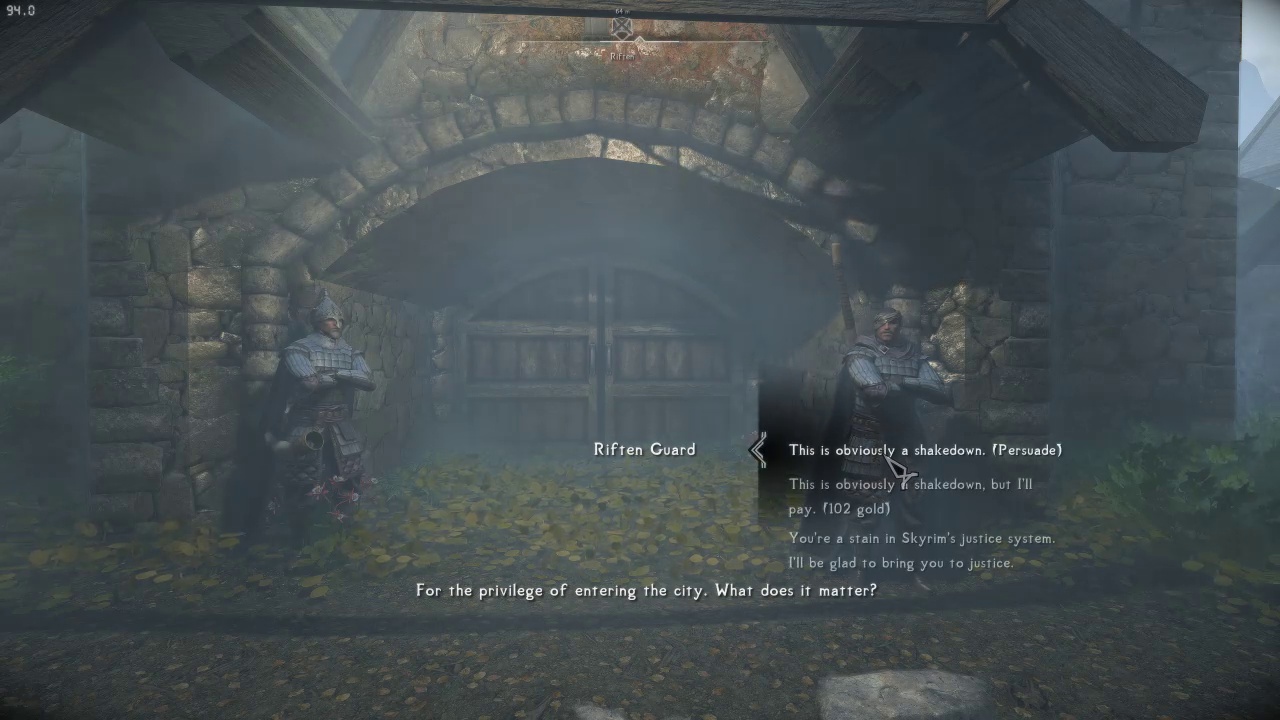 94.0
64 m
Riften
Riften Guard
This is obviously a shakedown. (Persuade)
This is obviously a shakedown, but I'll
pay. (102 gold)
You're a stain in Skyrim's justice system.
I'll be glad to bring you to justice.
For the privilege of entering the city. What does it matter?